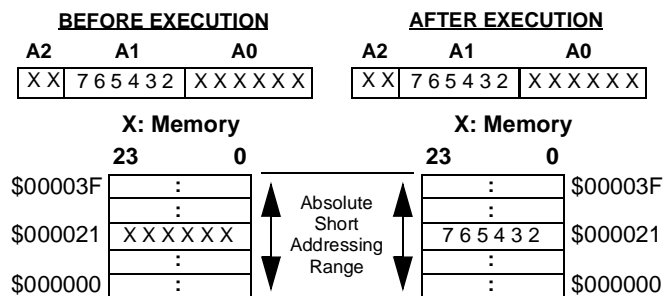 BEFORE EXECUTION AFTER EXECUTION
A2 A1 A0 A2 A1 A0
X X 7 6 5 4 3 2 X X X X X X X X 7 6 5 4 3 2 X X X X X X
X: Memory X: Memory
23 0 23 0
$00003F : : $00003F
: Absolute :
Short
$000021 X X X X X X Addressing 7 6 5 4 3 2 $000021
: Range :
$000000 : : $000000